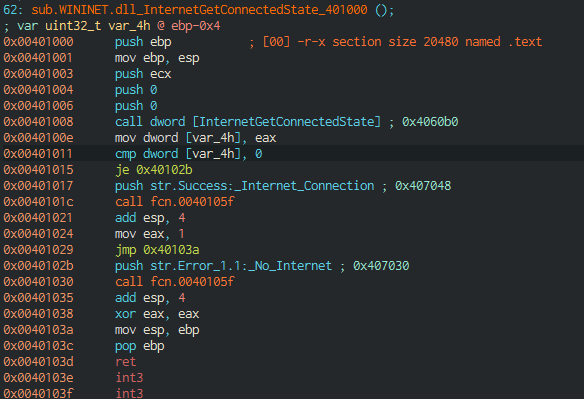 62: sub.WININET.dll_InternetGetConnectedState_401000 ();
; var uint32_t var_4h @ ebp-0x4
0x00401000 push ebp ; [00] -r-x section size 20480 named .text
0x00401001 mov ebp, esp
0x00401003 push ecx
0x00401004 push 0
0x00401006 push 0
0x00401008 call dword [InternetGetConnectedState] ; 0x4060b0
0x0040100e mov dword [var_4h], eax
0x00401011 cmp dword [var_4h], 0
0x00401015 je 0x40102b
0x00401017 push str.Success:_Internet_Connection ; 0x407048
0x0040101c call fcn.0040105f
0x00401021 add esp, 4
0x00401024 mov eax, 1
0x00401029 jmp 0x40103a
0x0040102b push str.Error_1.1:_No_Internet ; 0x407030
0x00401030 call fcn.0040105f
0x00401035 add esp, 4
0x00401038 xor eax, eax
0x0040103a mov esp, ebp
0x0040103c pop ebp
0x0040103d ret
0x0040103e int3
0x0040103f int3